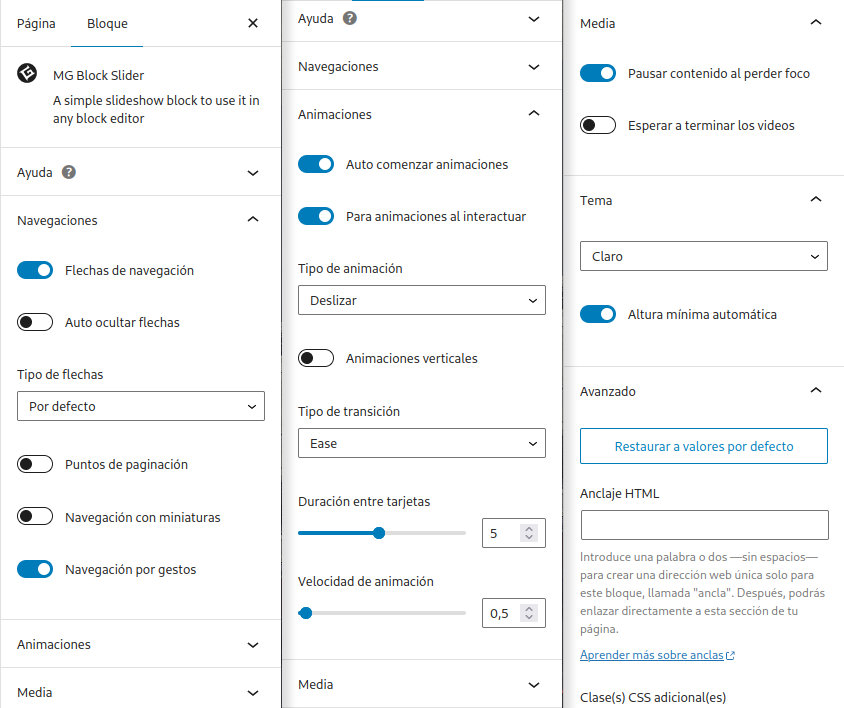 Página
Bloque
MG Block Slider
A simple slideshow block to use it in
any block editor
Ayuda ?
Navegaciones
Flechas de navegación
Auto ocultar flechas
Tipo de flechas
Por defecto
Puntos de paginación
Navegación con miniaturas
Navegación por gestos
Animaciones
Media
Ayuda ?
Navegaciones
Animaciones
Auto comenzar animaciones
Para animaciones al interactuar
Tipo de animación
Deslizar
Animaciones verticales
Tipo de transición
Ease
Duración entre tarjetas
5
Velocidad de animación
0,5
Media
Media
Pausar contenido al perder foco
Esperar a terminar los videos
Tema
Claro
Altura mínima automática
Avanzado
Restaurar a valores por defecto
Anclaje HTML
Introduce una palabra o dos —sin espacios—
para crear una dirección web única solo para
este bloque, llamada "ancla". Después, podrás
enlazar directamente a esta sección de tu
página.
Aprender más sobre anclas
Clase(s) CSS adicional(es)